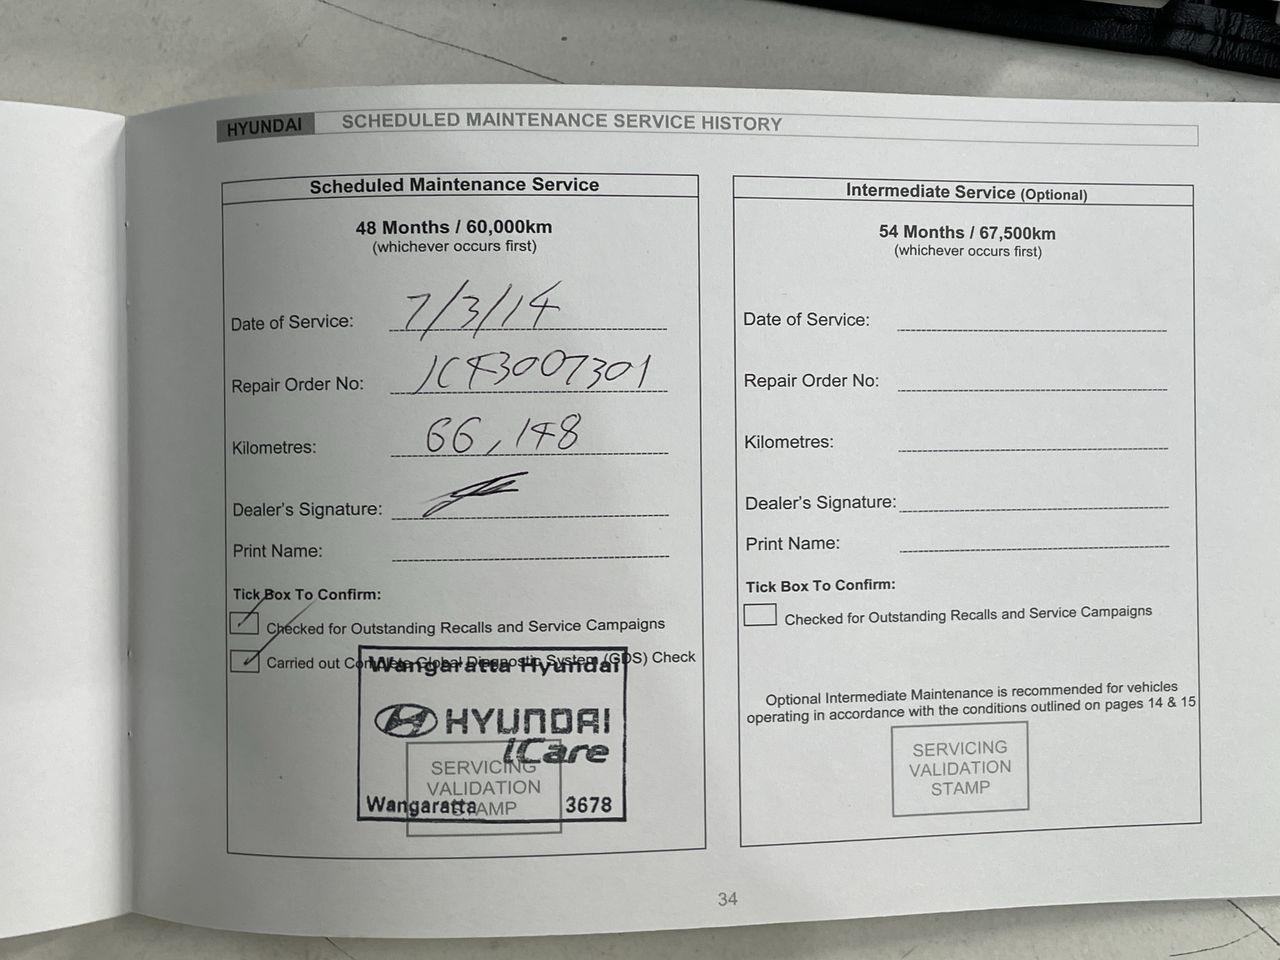 HYUNDAI SCHEDULED MAINTENANCE SERVICE HISTORY
Scheduled Maintenance Service
48 Months / 60,000km
(whichever occurs first)
Date of Service: 7/3/14
Repair Order No: JC43007301
Kilometres: 66,148
Dealer's Signature:
Print Name:
Tick Box To Confirm:
Checked for Outstanding Recalls and Service Campaigns
Carried out Complete Global Diagnostic System (GDS) Check
Wangaratta Hyundai
HYUNDAI
iCare
SERVICING
VALIDATION
STAMP
Wangaratta 3678
Intermediate Service (Optional)
54 Months / 67,500km
(whichever occurs first)
Date of Service:
Repair Order No:
Kilometres:
Dealer's Signature:
Print Name:
Tick Box To Confirm:
Checked for Outstanding Recalls and Service Campaigns
Optional Intermediate Maintenance is recommended for vehicles
operating in accordance with the conditions outlined on pages 14 & 15
SERVICING
VALIDATION
STAMP
34